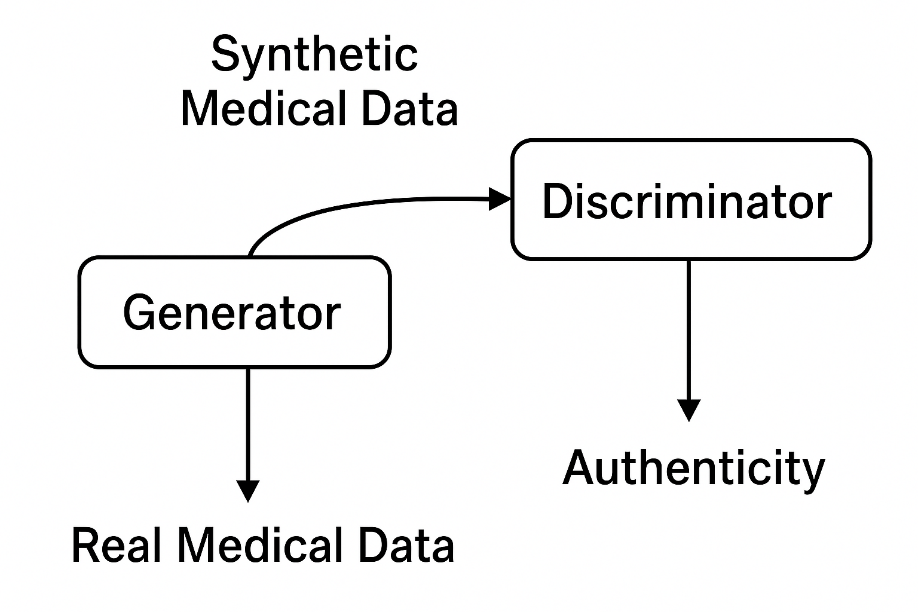 Synthetic
Medical Data
Discriminator
Generator
Authenticity
Real Medical Data